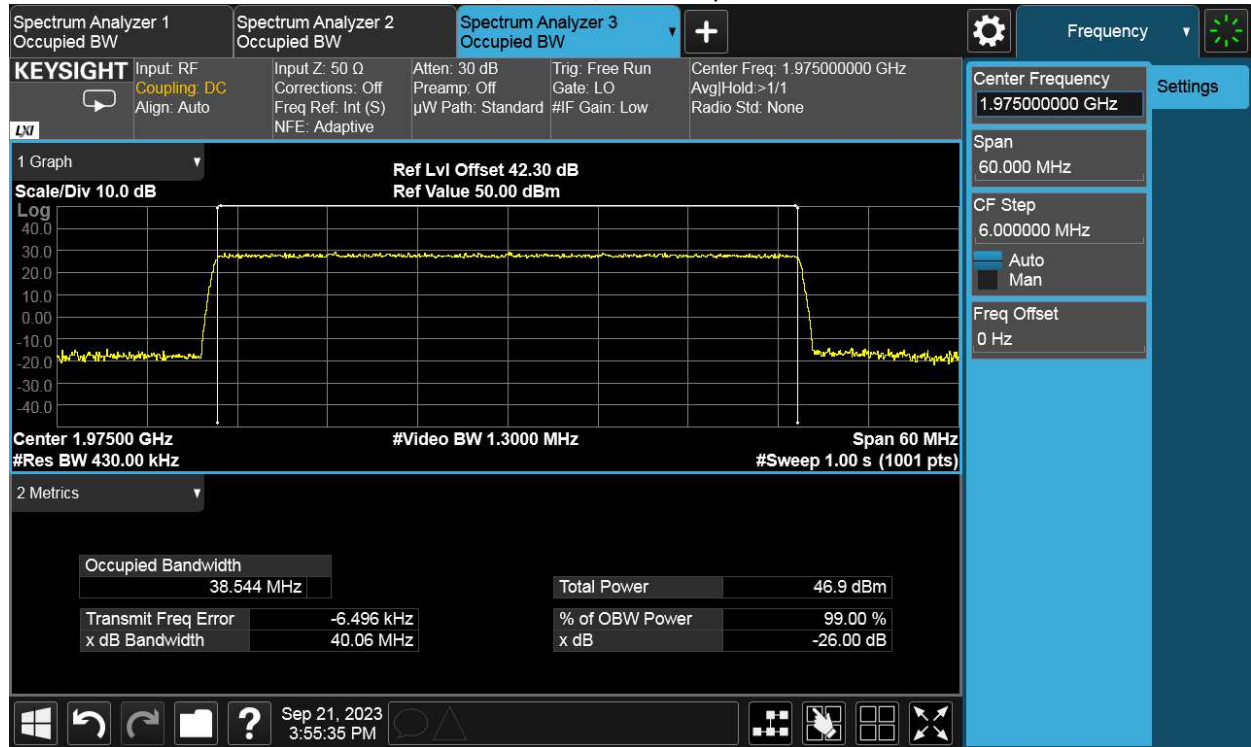 Spectrum Analyzer 1
Occupied BW
Spectrum Analyzer 2
Occupied BW
Spectrum Analyzer 3
Occupied BW
Frequency
KEYSIGHT
LXI
Input: RF
Coupling: DC
Align: Auto
Input Z: 50 Ω
Corrections: Off
Freq Ref: Int (S)
NFE: Adaptive
Atten: 30 dB
Preamp: Off
µW Path: Standard
Trig: Free Run
Gate: LO
#IF Gain: Low
Center Freq: 1.975000000 GHz
Avg|Hold:>1/1
Radio Std: None
Center Frequency
1.975000000 GHz
Settings
Span
60.000 MHz
CF Step
6.000000 MHz
Auto
Man
Freq Offset
0 Hz
1 Graph
Scale/Div 10.0 dB
Ref Lvl Offset 42.30 dB
Ref Value 50.00 dBm
Log
40.0
30.0
20.0
10.0
0.00
-10.0
-20.0
-30.0
-40.0
Center 1.97500 GHz
#Res BW 430.00 kHz
#Video BW 1.3000 MHz
Span 60 MHz
#Sweep 1.00 s (1001 pts)
2 Metrics
Occupied Bandwidth
38.544 MHz
Total Power 46.9 dBm
Transmit Freq Error -6.496 kHz
% of OBW Power 99.00 %
x dB Bandwidth 40.06 MHz
x dB -26.00 dB
?
Sep 21, 2023
3:55:35 PM